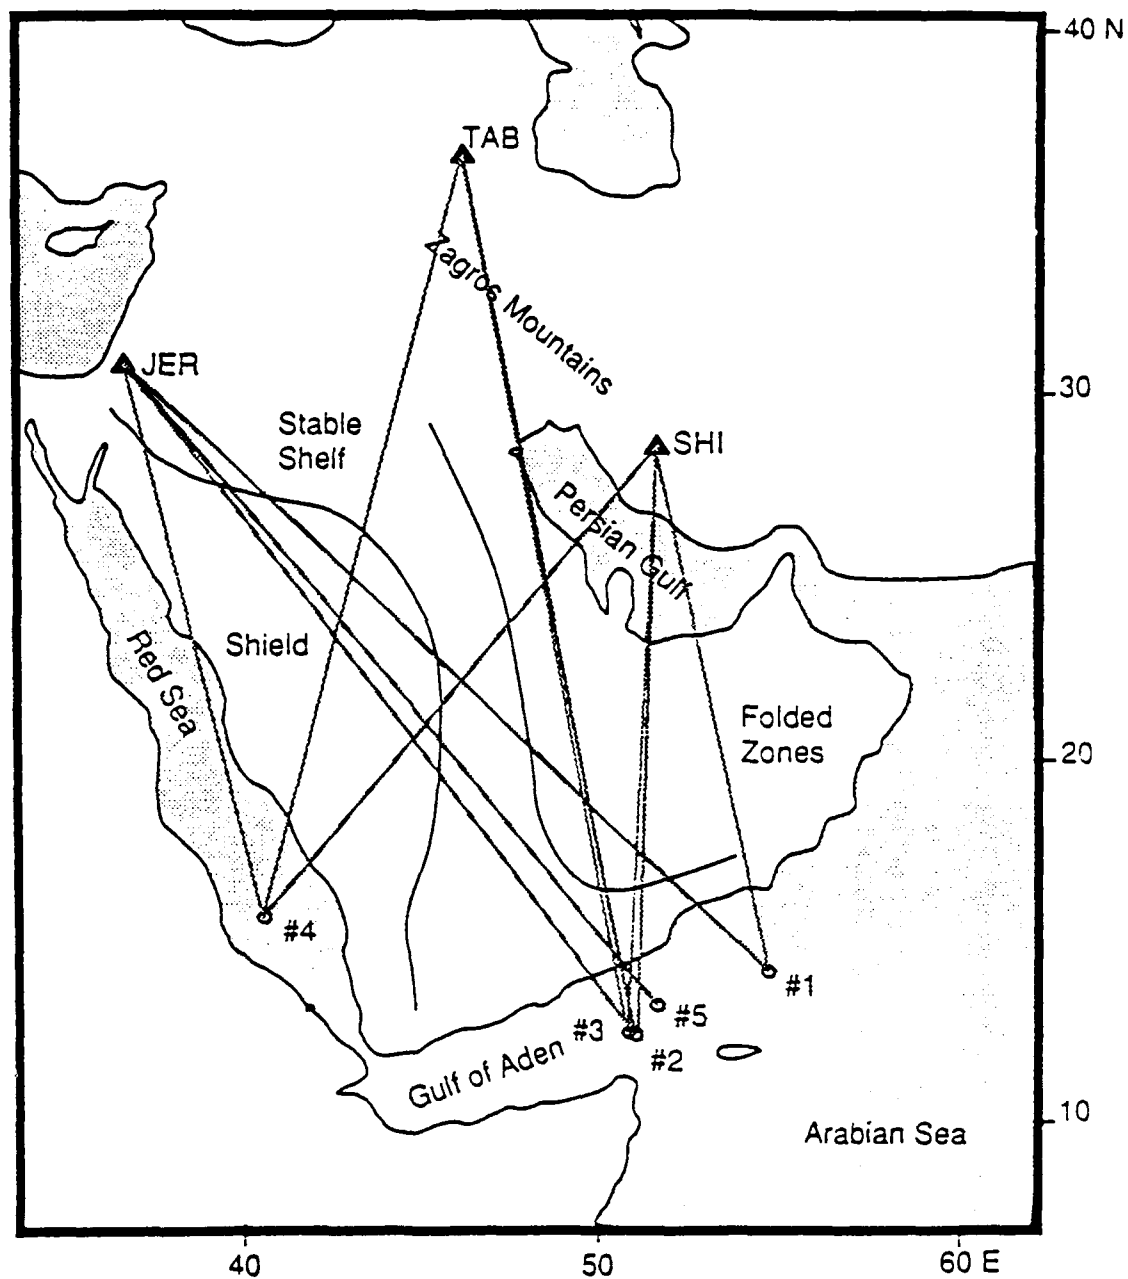 40 N
TAB
Zagros Mountains
JER
30
Stable
Shelf
SHI
Persian Gulf
Red Sea
Shield
Folded
Zones
20
#4
#1
#5
#3
#2
Gulf of Aden
10
Arabian Sea
40
50
60 E